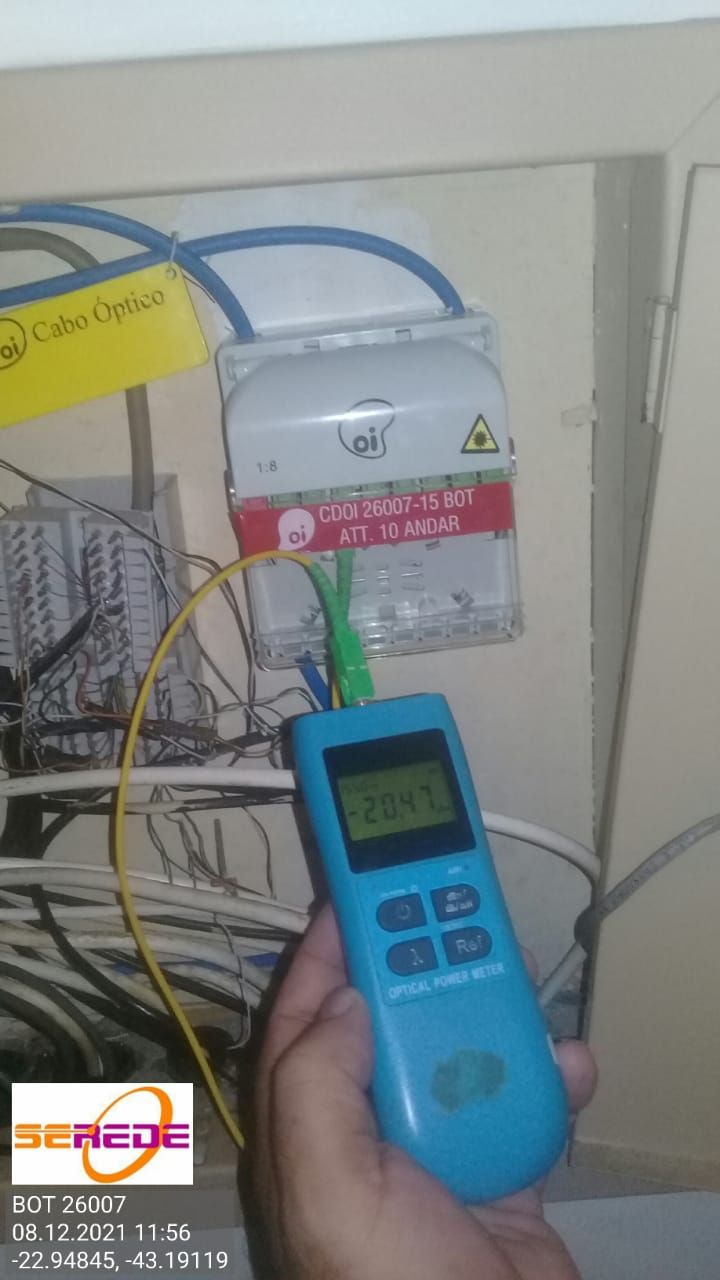 oi Cabo Óptico
oi
1:8
oi
CDOI 26007-15 BOT
ATT. 10 ANDAR
-20.47
λ
Ref
OPTICAL POWER METER
SEREDE
BOT 26007
08.12.2021 11:56
-22.94845, -43.19119